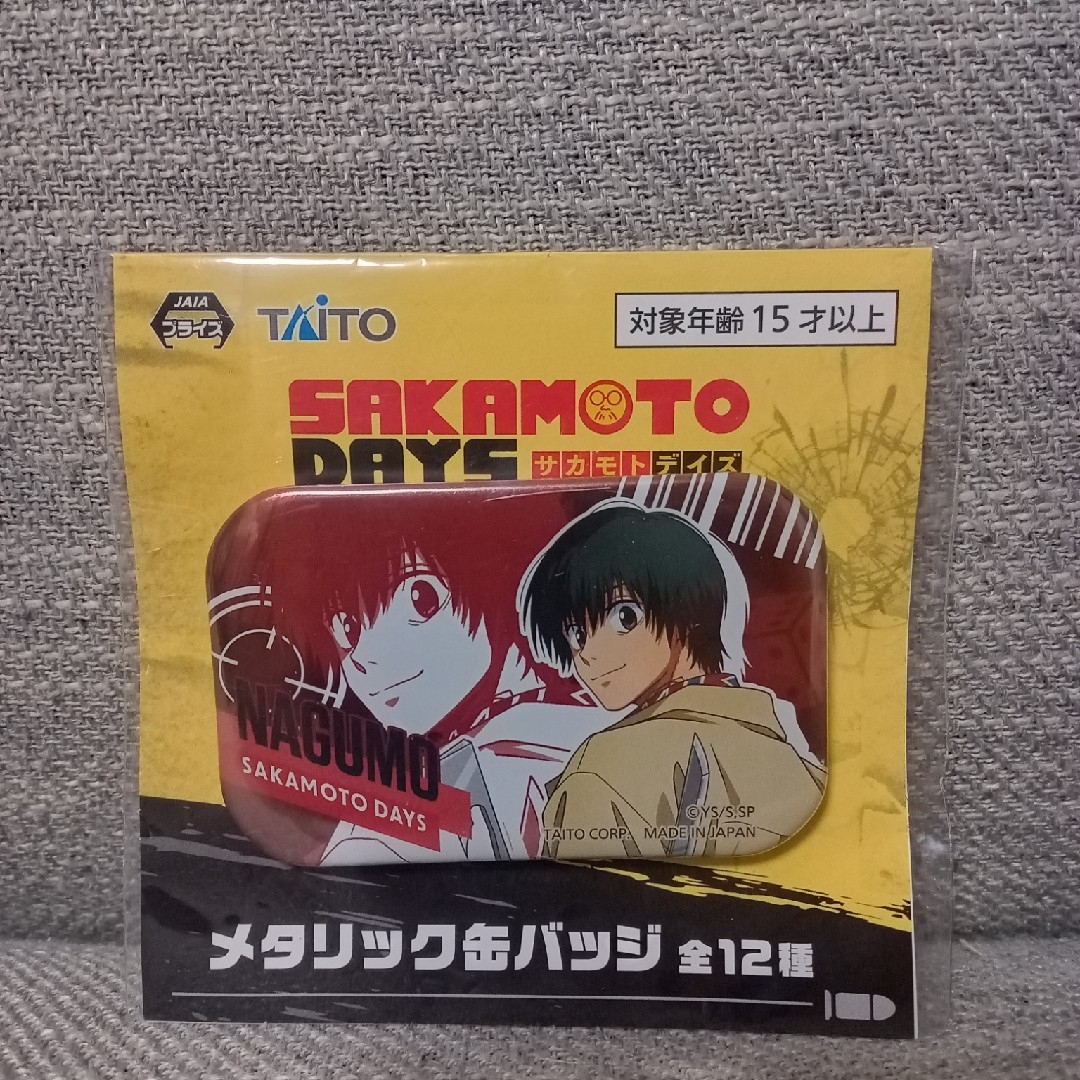 JAIA
プライズ
TAITO
対象年齢 15 才以上
SAKAMOTO
DAYS サカモトデイズ
NAGUMO
SAKAMOTO DAYS
©YS/S,SP
TAITO CORP. MADE IN JAPAN
メタリック缶バッジ 全12種